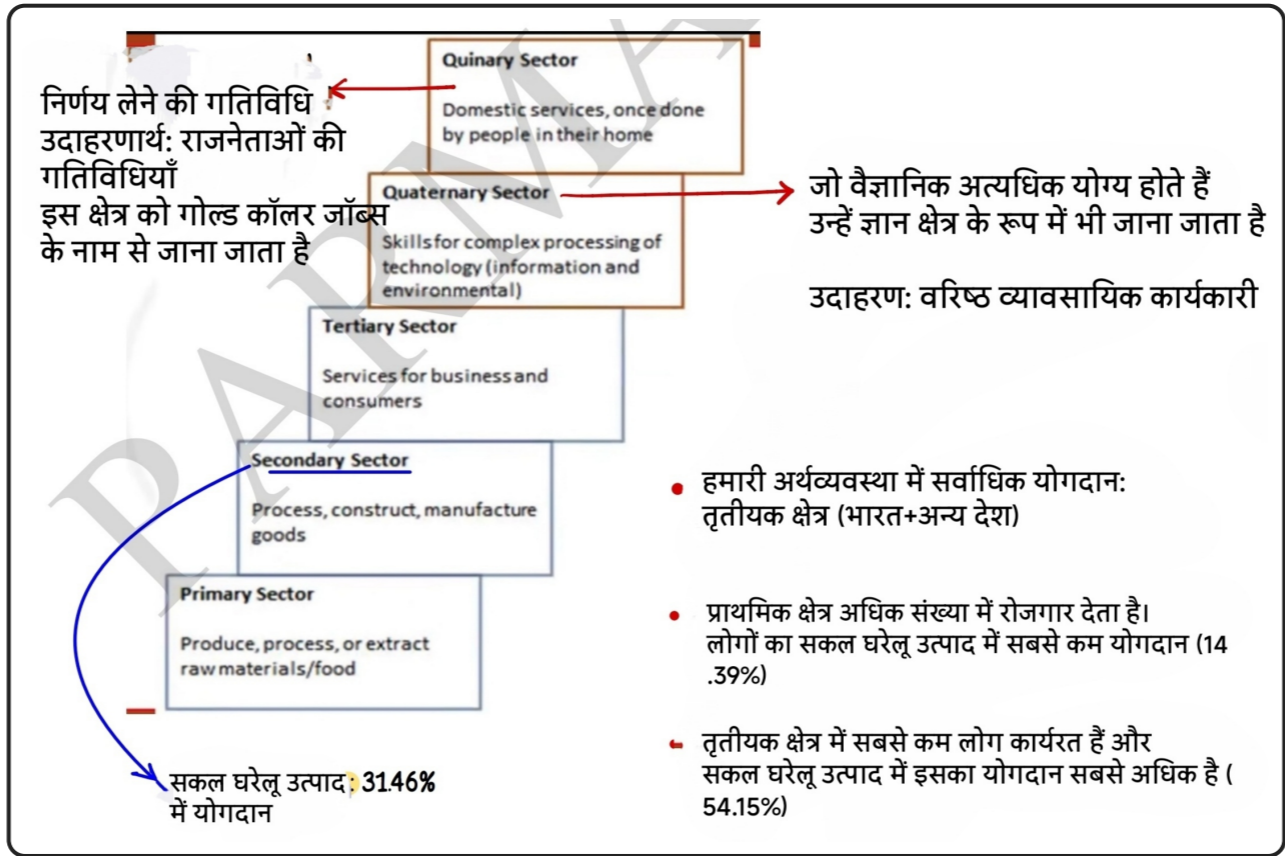 Quinary Sector
Domestic services, once done
by people in their home
निर्णय लेने की गतिविधि
उदाहरणार्थ: राजनेताओं की
गतिविधियाँ
इस क्षेत्र को गोल्ड कॉलर जॉब्स
के नाम से जाना जाता है
Quaternary Sector
Skills for complex processing of
technology (information and
environmental)
जो वैज्ञानिक अत्यधिक योग्य होते हैं
उन्हें ज्ञान क्षेत्र के रूप में भी जाना जाता है
उदाहरण: वरिष्ठ व्यावसायिक कार्यकारी
Tertiary Sector
Services for business and
consumers
Secondary Sector
Process, construct, manufacture
goods
Primary Sector
Produce, process, or extract
raw materials/food
सकल घरेलू उत्पाद: 31.46%
में योगदान
हमारी अर्थव्यवस्था में सर्वाधिक योगदान:
तृतीयक क्षेत्र (भारत+अन्य देश)
प्राथमिक क्षेत्र अधिक संख्या में रोजगार देता है।
लोगों का सकल घरेलू उत्पाद में सबसे कम योगदान (14
.39%)
तृतीयक क्षेत्र में सबसे कम लोग कार्यरत हैं और
सकल घरेलू उत्पाद में इसका योगदान सबसे अधिक है (
54.15%)
PARMA